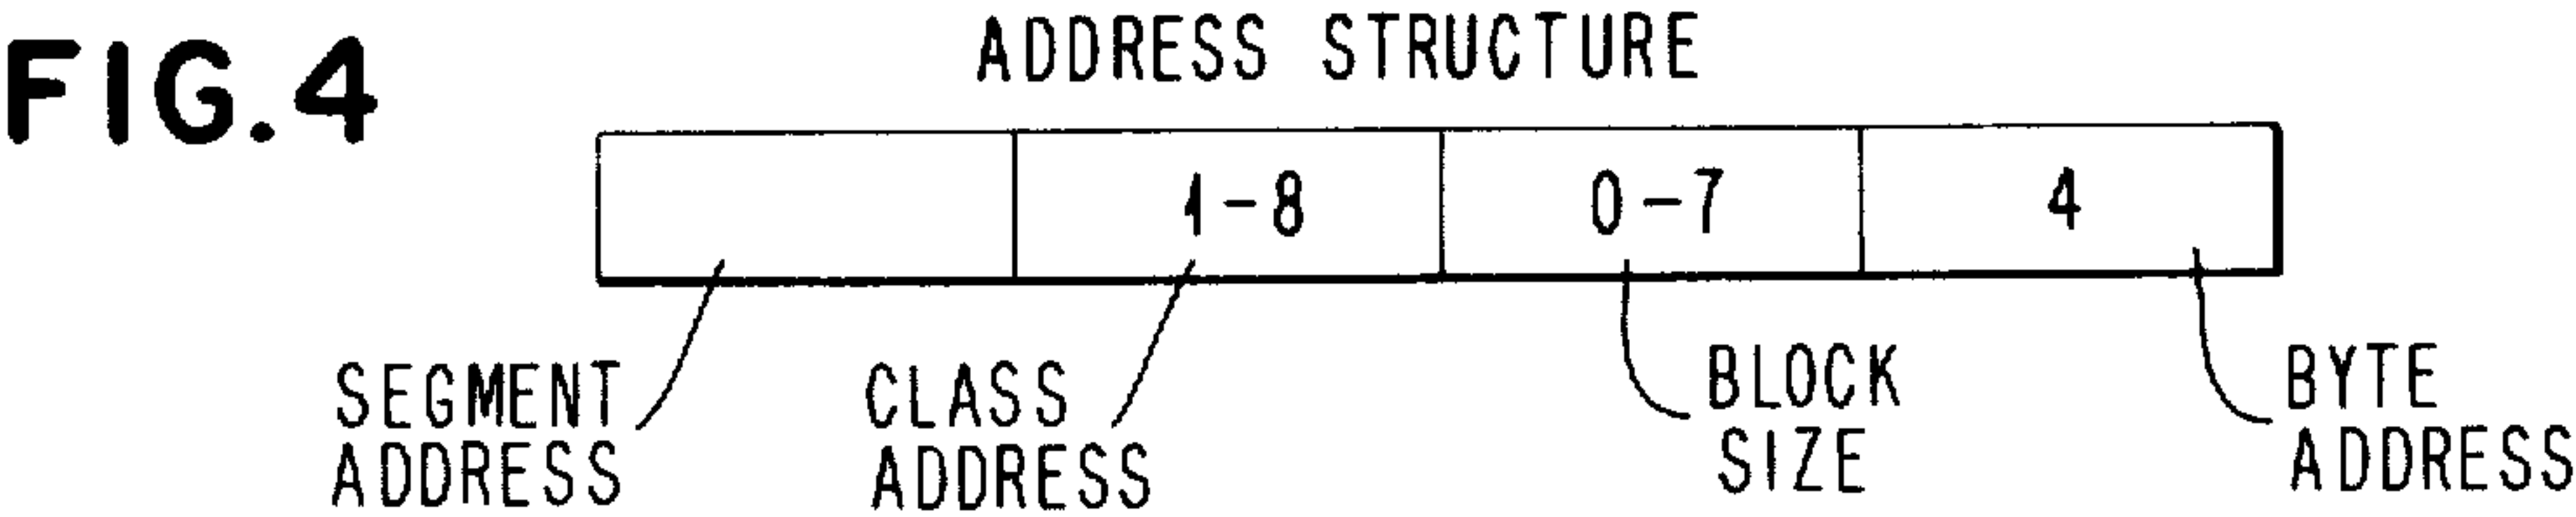 FIG.4
ADDRESS STRUCTURE
1-8
0-7
4
SEGMENT
ADDRESS
CLASS
ADDRESS
BLOCK
SIZE
BYTE
ADDRESS